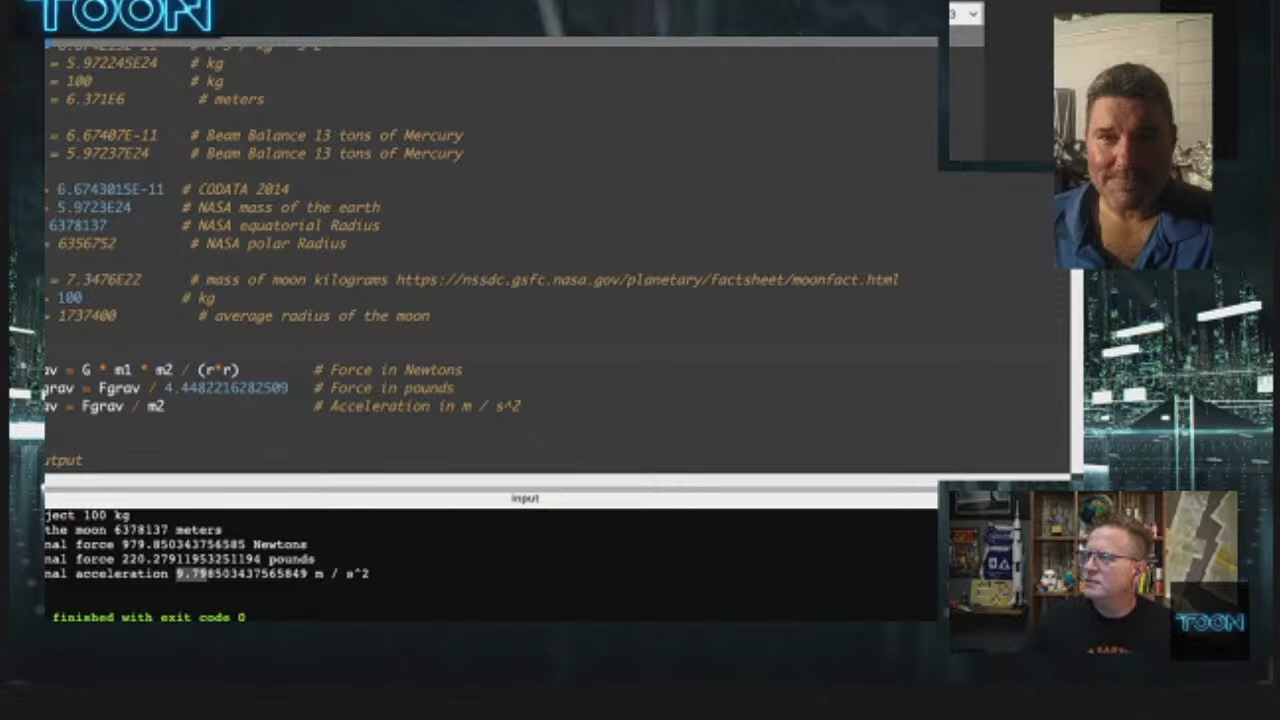 TOON
= 5.972245E24 # kg
= 100 # kg
= 6.371E6 # meters
= 6.67407E-11 # Beam Balance 13 tons of Mercury
= 5.97237E24 # Beam Balance 13 tons of Mercury
6.6743015E-11 # CODATA 2014
5.9723E24 # NASA mass of the earth
6378137 # NASA equatorial Radius
6356752 # NASA polar Radius
= 7.3476E22 # mass of moon kilograms https://nssdc.gsfc.nasa.gov/planetary/factsheet/moonfact.html
100 # kg
1737400 # average radius of the moon
av = G * m1 * m2 / (r*r) # Force in Newtons
grav = Fgrav / 4.4482216282509 # Force in pounds
av = Fgrav / m2 # Acceleration in m / s^2
utput
input
ject 100 kg
the moon 6378137 meters
nal force 979.850343756585 Newtons
nal force 220.27911953251194 pounds
nal acceleration 9.798503437565849 m / s^2
finished with exit code 0
TOON